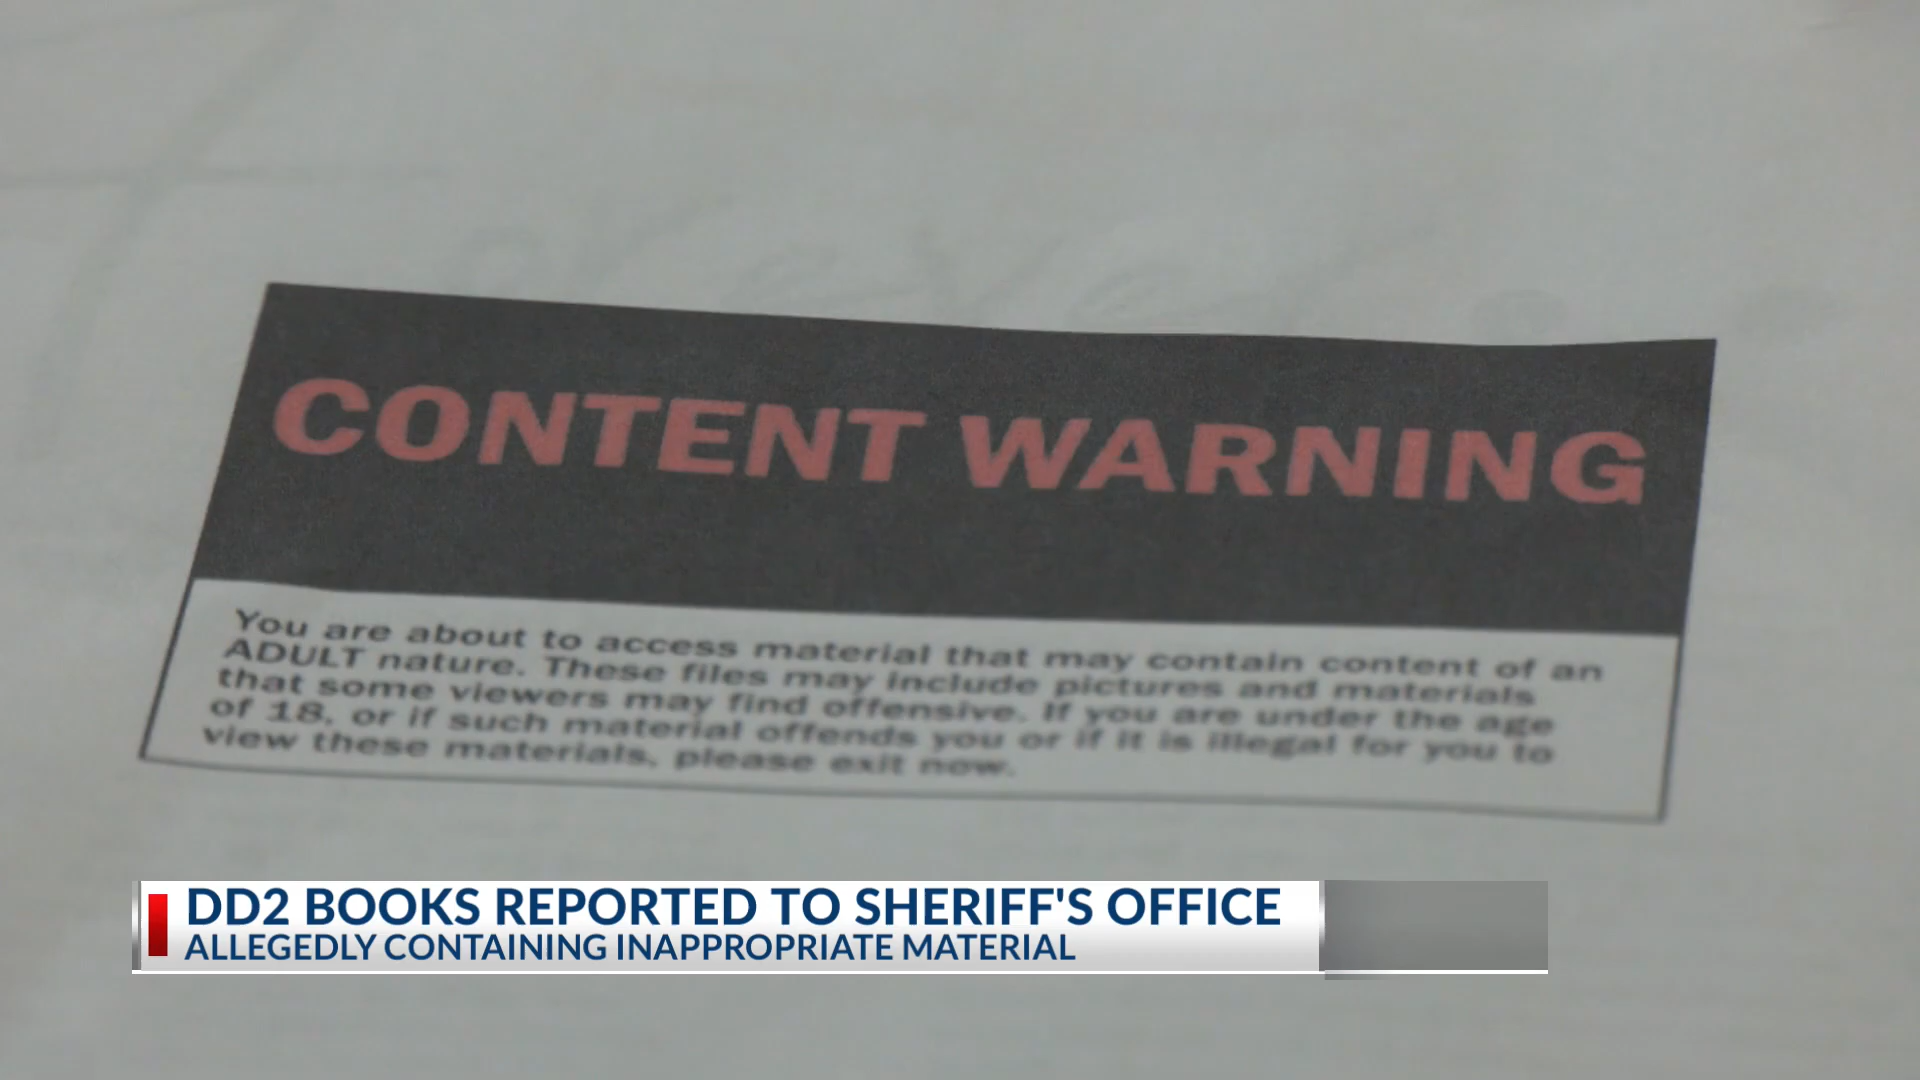 CONTENT WARNING
You are about to access material that may contain content of an
ADULT nature. These files may include pictures and materials
that some viewers may find offensive. If you are under the age
of 18, or if such material offends you or if it is illegal for you to
view these materials, please exit now.
DD2 BOOKS REPORTED TO SHERIFF'S OFFICE
ALLEGEDLY CONTAINING INAPPROPRIATE MATERIAL